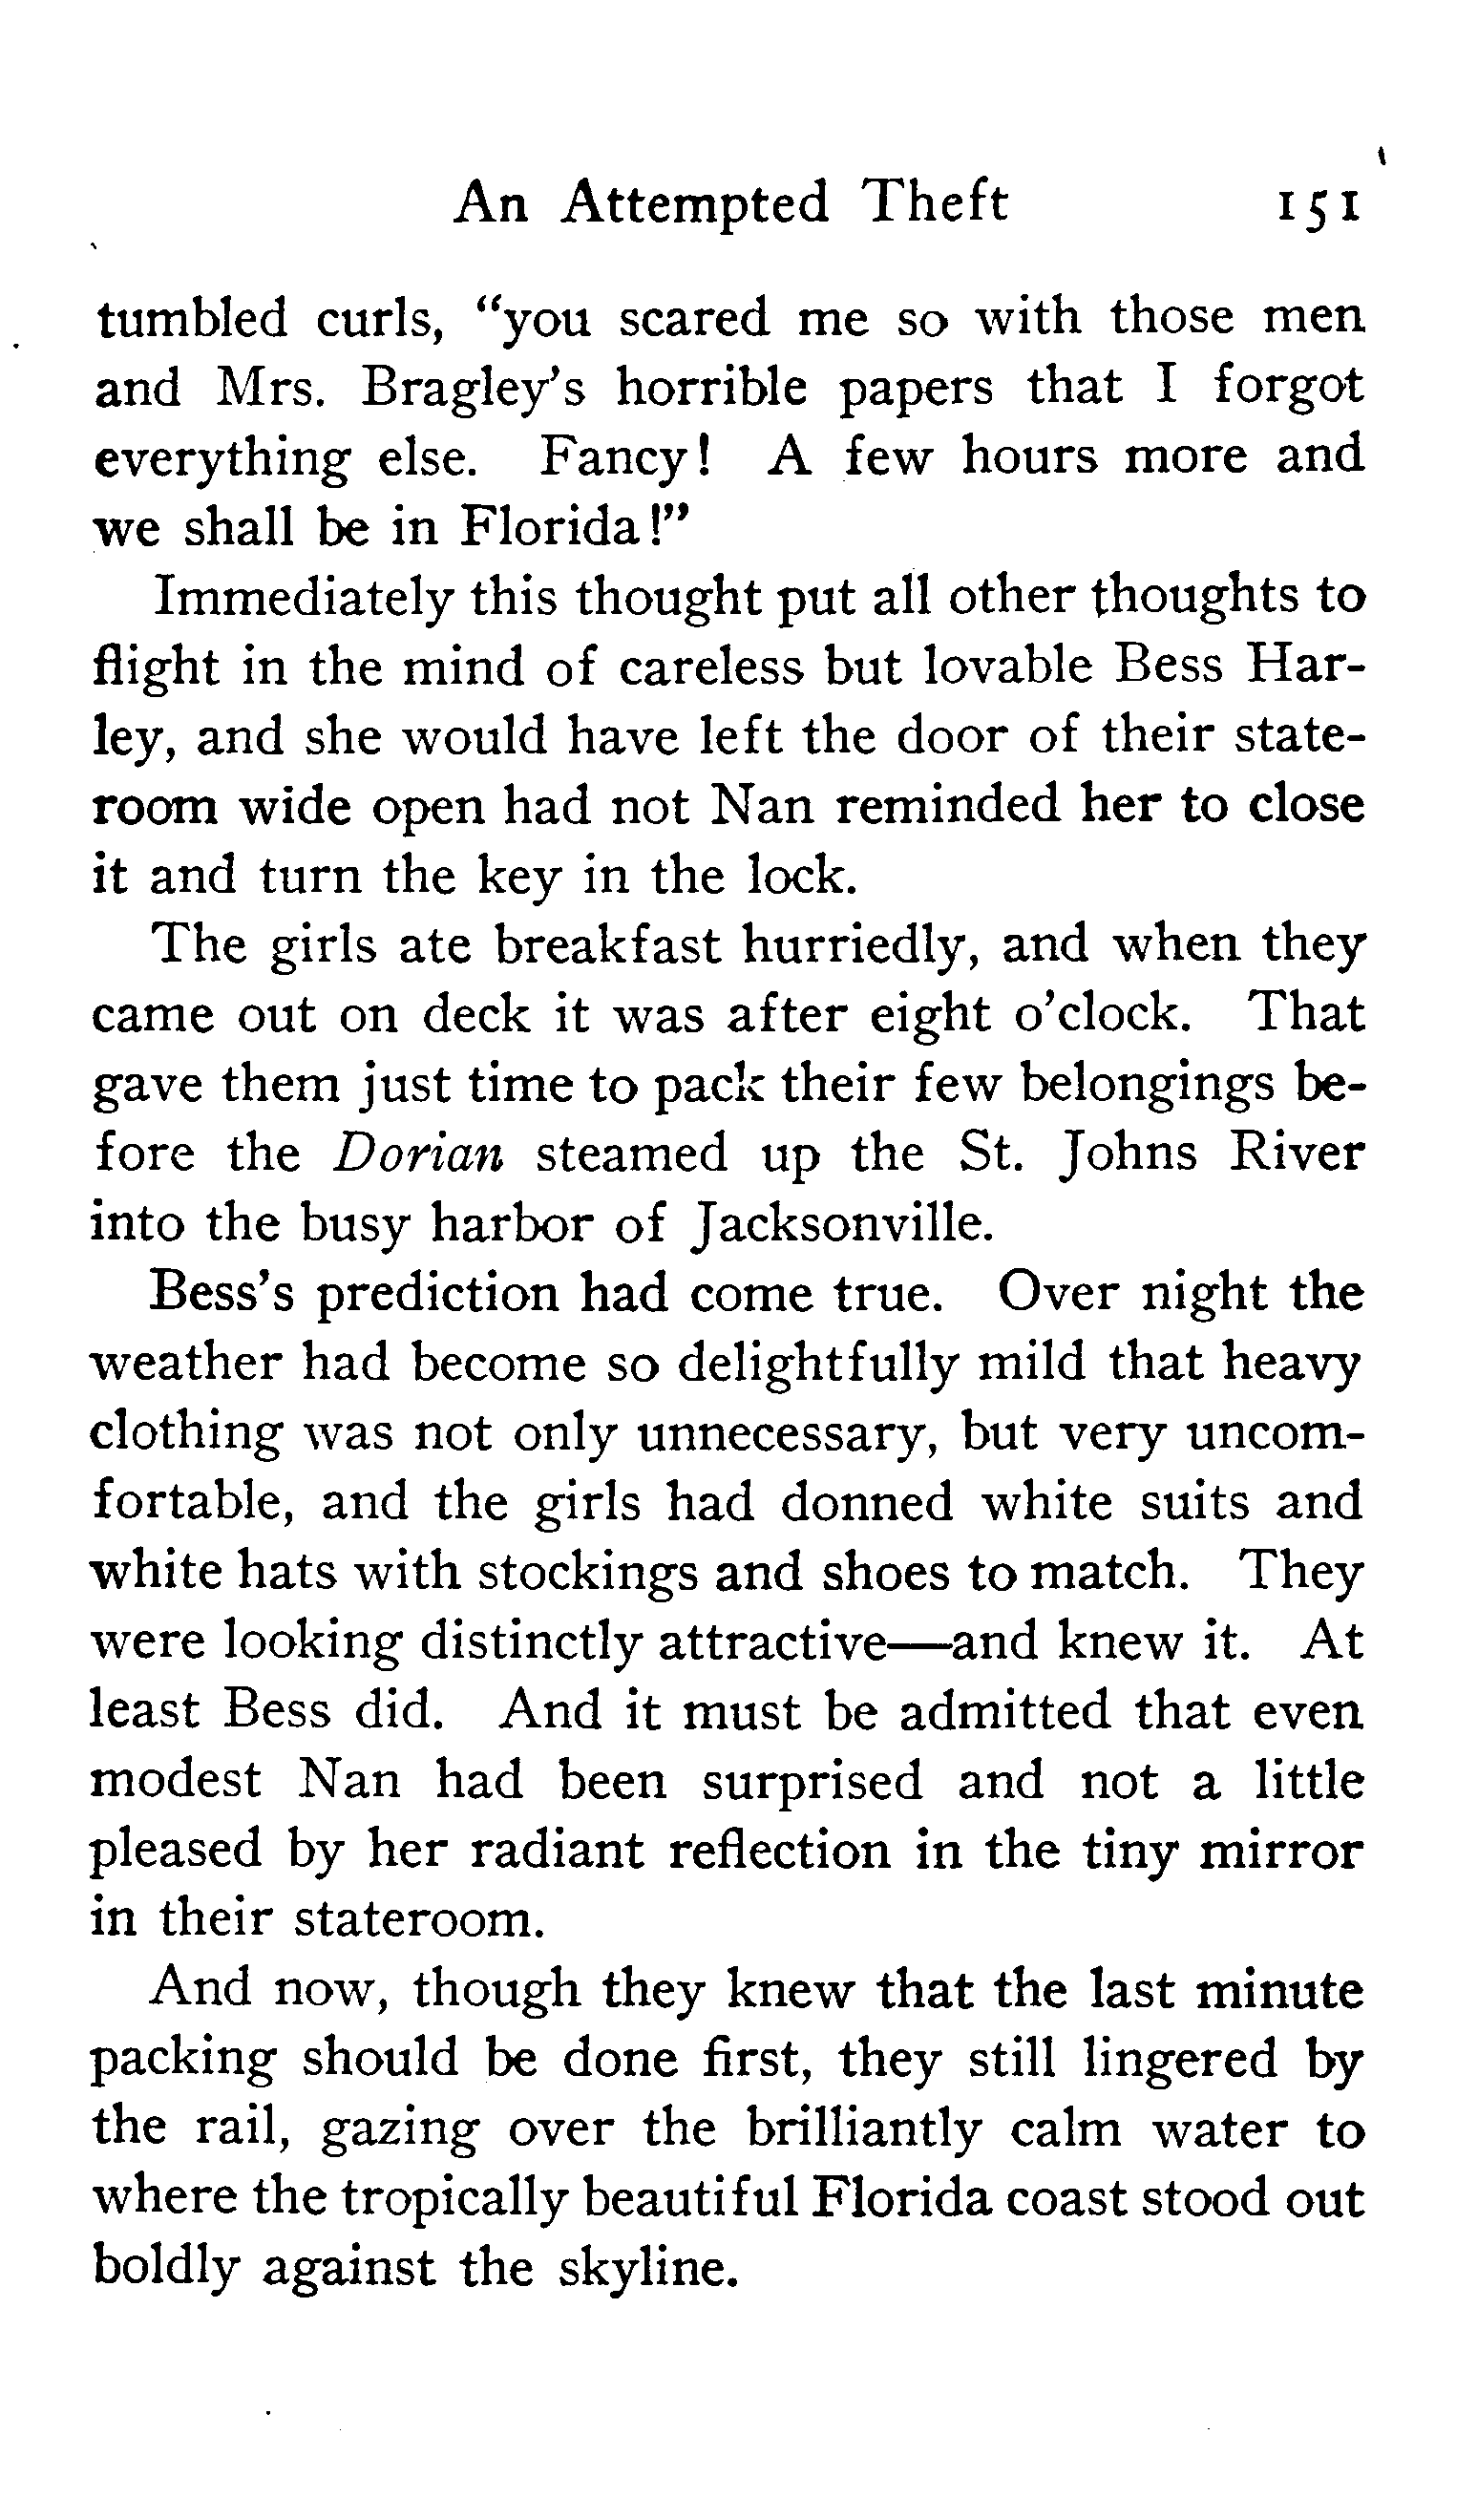 An Attempted Theft 151
tumbled curls, "you scared me so with those men
and Mrs. Bragley's horrible papers that I forgot
everything else. Fancy! A few hours more and
we shall be in Florida!"
Immediately this thought put all other thoughts to
flight in the mind of careless but lovable Bess Har-
ley, and she would have left the door of their state-
room wide open had not Nan reminded her to close
it and turn the key in the lock.
The girls ate breakfast hurriedly, and when they
came out on deck it was after eight o'clock. That
gave them just time to pack their few belongings be-
fore the Dorian steamed up the St. Johns River
into the busy harbor of Jacksonville.
Bess's prediction had come true. Over night the
weather had become so delightfully mild that heavy
clothing was not only unnecessary, but very uncom-
fortable, and the girls had donned white suits and
white hats with stockings and shoes to match. They
were looking distinctly attractive—and knew it. At
least Bess did. And it must be admitted that even
modest Nan had been surprised and not a little
pleased by her radiant reflection in the tiny mirror
in their stateroom.
And now, though they knew that the last minute
packing should be done first, they still lingered by
the rail, gazing over the brilliantly calm water to
where the tropically beautiful Florida coast stood out
boldly against the skyline.